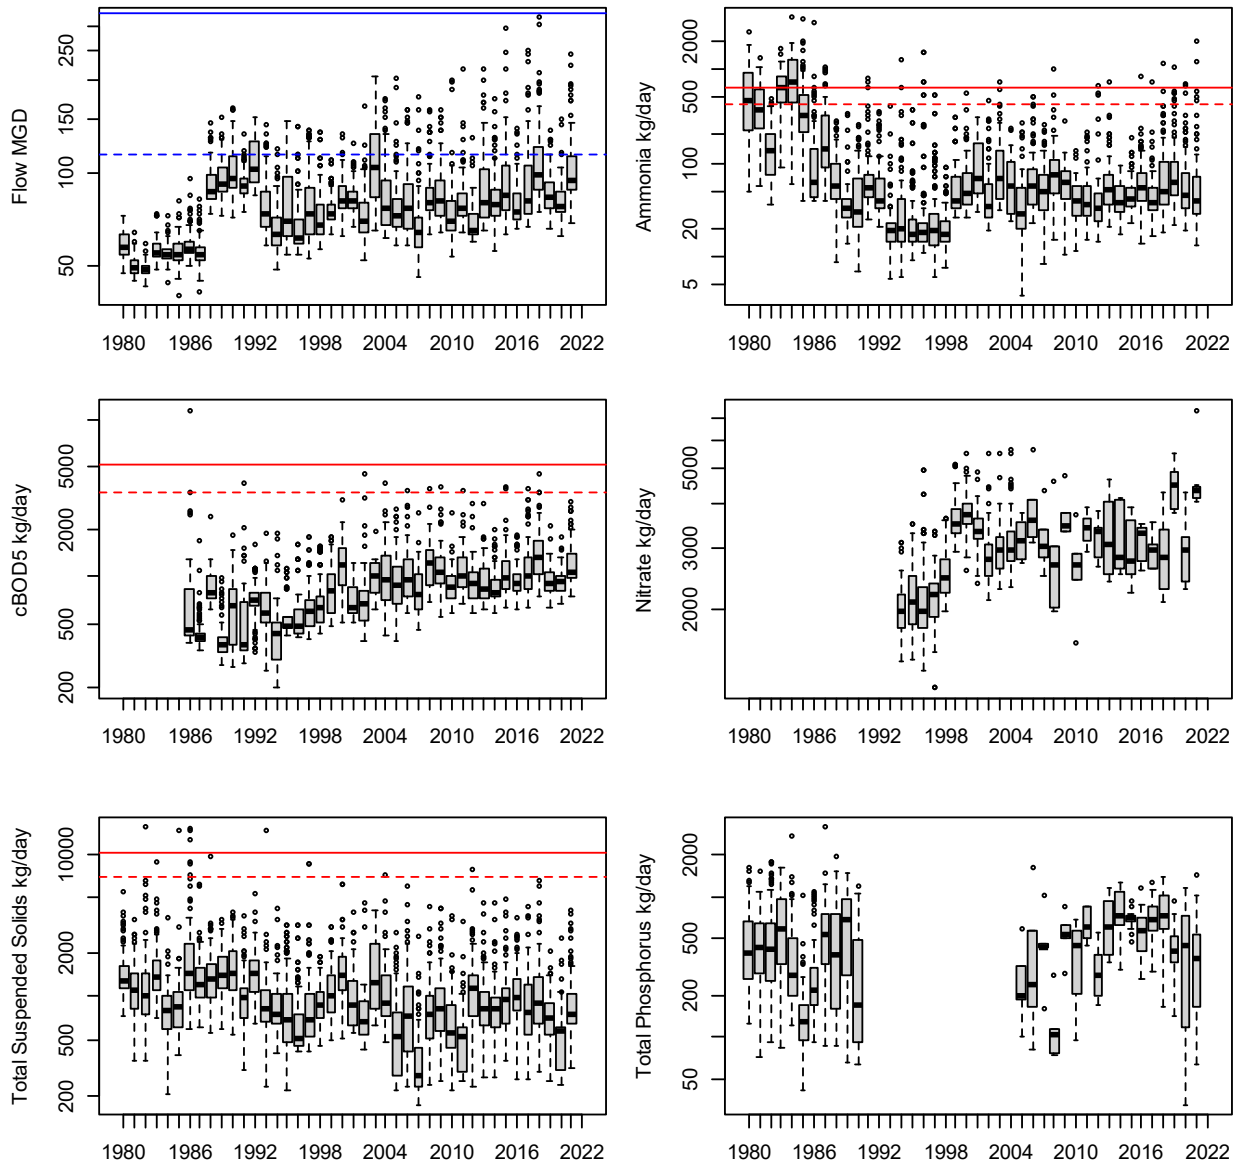 Flow MGD
250
150
100
50
1980 1986 1992 1998 2004 2010 2016 2022
Ammonia kg/day
2000
500
100
20
5
1980 1986 1992 1998 2004 2010 2016 2022
cBOD5 kg/day
5000
2000
500
200
1980 1986 1992 1998 2004 2010 2016 2022
Nitrate kg/day
5000
3000
2000
1980 1986 1992 1998 2004 2010 2016 2022
Total Suspended Solids kg/day
10000
2000
500
200
1980 1986 1992 1998 2004 2010 2016 2022
Total Phosphorus kg/day
2000
500
200
50
1980 1986 1992 1998 2004 2010 2016 2022